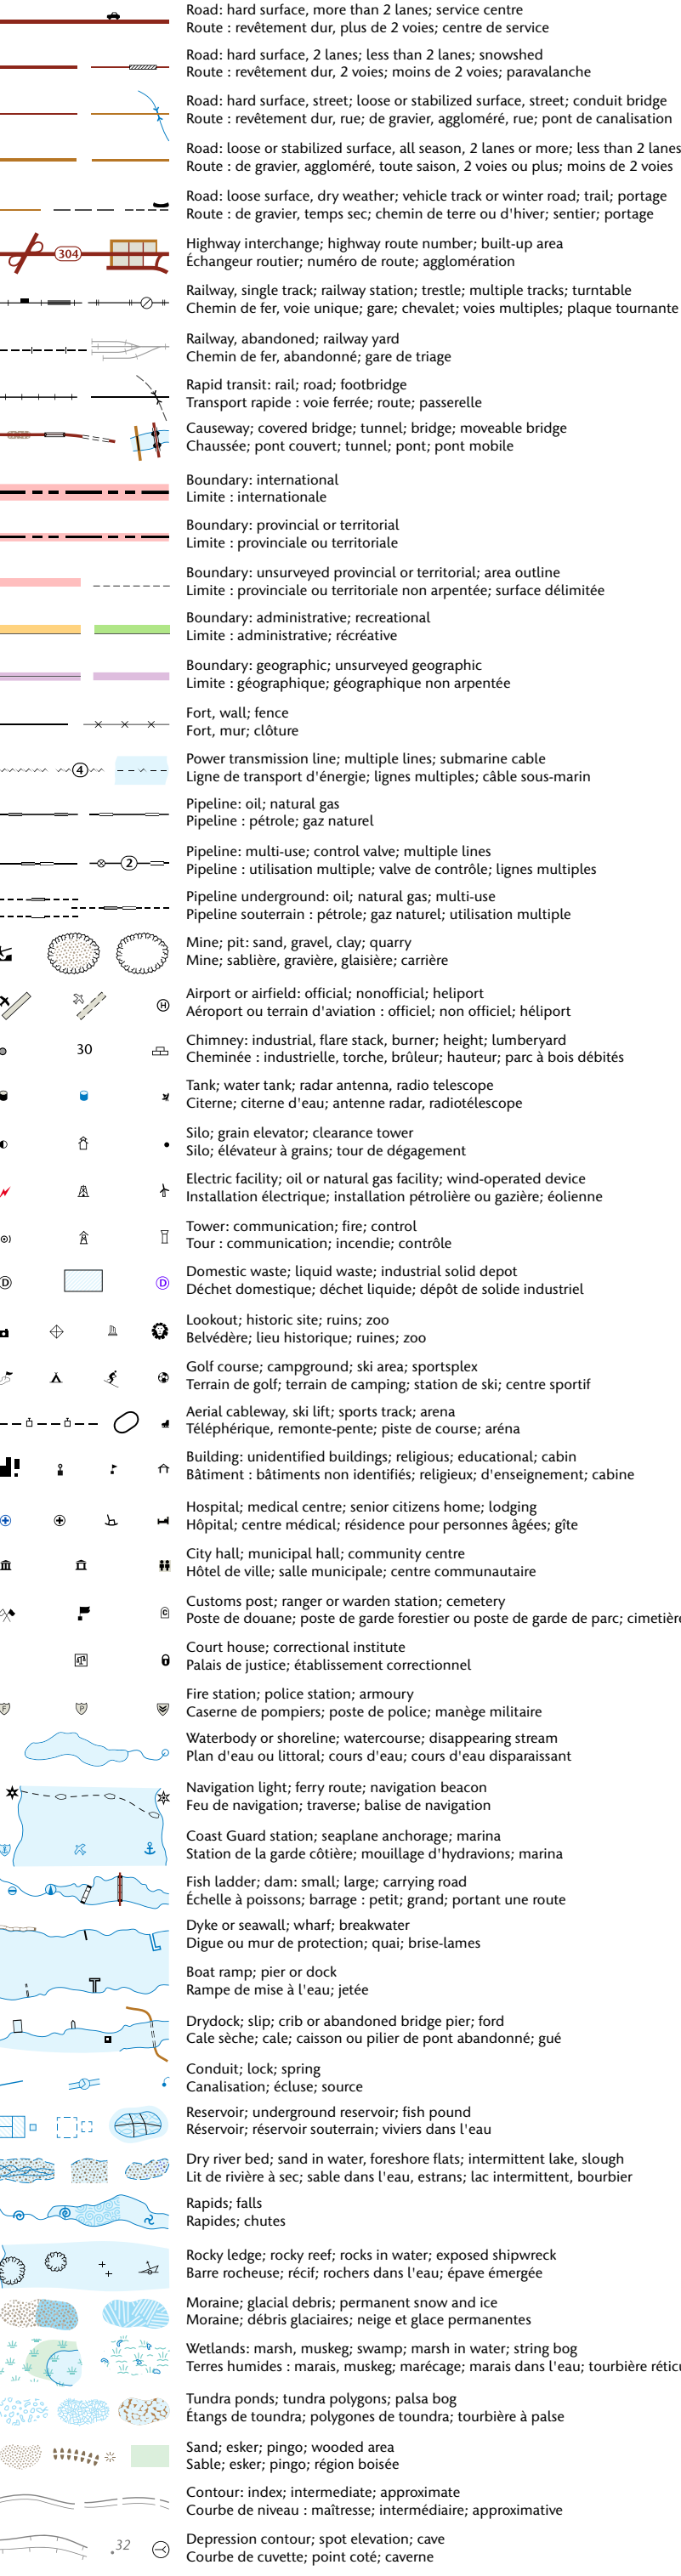 Road: hard surface, more than 2 lanes; service centre
Route : revêtement dur, plus de 2 voies; centre de service
Road: hard surface, 2 lanes; less than 2 lanes; snowshed
Route : revêtement dur, 2 voies; moins de 2 voies; paravalanche
Road: hard surface, street; loose or stabilized surface, street; conduit bridge
Route : revêtement dur, rue; de gravier, aggloméré, rue; pont de canalisation
Road: loose or stabilized surface, all season, 2 lanes or more; less than 2 lanes
Route : de gravier, aggloméré, toute saison, 2 voies ou plus; moins de 2 voies
Road: loose surface, dry weather; vehicle track or winter road; trail; portage
Route : de gravier, temps sec; chemin de terre ou d'hiver; sentier; portage
304
Highway interchange; highway route number; built-up area
Échangeur routier; numéro de route; agglomération
Railway, single track; railway station; trestle; multiple tracks; turntable
Chemin de fer, voie unique; gare; chevalet; voies multiples; plaque tournante
Railway, abandoned; railway yard
Chemin de fer, abandonné; gare de triage
Rapid transit: rail; road; footbridge
Transport rapide : voie ferrée; route; passerelle
Causeway; covered bridge; tunnel; bridge; moveable bridge
Chaussée; pont couvert; tunnel; pont; pont mobile
Boundary: international
Limite : internationale
Boundary: provincial or territorial
Limite : provinciale ou territoriale
Boundary: unsurveyed provincial or territorial; area outline
Limite : provinciale ou territoriale non arpentée; surface délimitée
Boundary: administrative; recreational
Limite : administrative; récréative
Boundary: geographic; unsurveyed geographic
Limite : géographique; géographique non arpentée
Fort, wall; fence
Fort, mur; clôture
4
Power transmission line; multiple lines; submarine cable
Ligne de transport d'énergie; lignes multiples; câble sous-marin
Pipeline: oil; natural gas
Pipeline : pétrole; gaz naturel
2
Pipeline: multi-use; control valve; multiple lines
Pipeline : utilisation multiple; valve de contrôle; lignes multiples
Pipeline underground: oil; natural gas; multi-use
Pipeline souterrain : pétrole; gaz naturel; utilisation multiple
Mine; pit: sand, gravel, clay; quarry
Mine; sablière, gravière, glaisière; carrière
H
Airport or airfield: official; nonofficial; heliport
Aéroport ou terrain d'aviation : officiel; non officiel; héliport
30
Chimney: industrial, flare stack, burner; height; lumberyard
Cheminée : industrielle, torche, brûleur; hauteur; parc à bois débités
Tank; water tank; radar antenna, radio telescope
Citerne; citerne d'eau; antenne radar, radiotélescope
Silo; grain elevator; clearance tower
Silo; élévateur à grains; tour de dégagement
Electric facility; oil or natural gas facility; wind-operated device
Installation électrique; installation pétrolière ou gazière; éolienne
Tower: communication; fire; control
Tour : communication; incendie; contrôle
D D
Domestic waste; liquid waste; industrial solid depot
Déchet domestique; déchet liquide; dépôt de solide industriel
Lookout; historic site; ruins; zoo
Belvédère; lieu historique; ruines; zoo
Golf course; campground; ski area; sportsplex
Terrain de golf; terrain de camping; station de ski; centre sportif
Aerial cableway, ski lift; sports track; arena
Téléphérique, remonte-pente; piste de course; aréna
Building: unidentified buildings; religious; educational; cabin
Bâtiment : bâtiments non identifiés; religieux; d'enseignement; cabine
Hospital; medical centre; senior citizens home; lodging
Hôpital; centre médical; résidence pour personnes âgées; gîte
City hall; municipal hall; community centre
Hôtel de ville; salle municipale; centre communautaire
C
Customs post; ranger or warden station; cemetery
Poste de douane; poste de garde forestier ou poste de garde de parc; cimetière
Court house; correctional institute
Palais de justice; établissement correctionnel
F P
Fire station; police station; armoury
Caserne de pompiers; poste de police; manège militaire
Waterbody or shoreline; watercourse; disappearing stream
Plan d'eau ou littoral; cours d'eau; cours d'eau disparaissant
Navigation light; ferry route; navigation beacon
Feu de navigation; traverse; balise de navigation
Coast Guard station; seaplane anchorage; marina
Station de la garde côtière; mouillage d'hydravions; marina
Fish ladder; dam: small; large; carrying road
Échelle à poissons; barrage : petit; grand; portant une route
Dyke or seawall; wharf; breakwater
Digue ou mur de protection; quai; brise-lames
Boat ramp; pier or dock
Rampe de mise à l'eau; jetée
Drydock; slip; crib or abandoned bridge pier; ford
Cale sèche; cale; caisson ou pilier de pont abandonné; gué
Conduit; lock; spring
Canalisation; écluse; source
Reservoir; underground reservoir; fish pound
Réservoir; réservoir souterrain; viviers dans l'eau
Dry river bed; sand in water, foreshore flats; intermittent lake, slough
Lit de rivière à sec; sable dans l'eau, estrans; lac intermittent, bourbier
Rapids; falls
Rapides; chutes
Rocky ledge; rocky reef; rocks in water; exposed shipwreck
Barre rocheuse; récif; rochers dans l'eau; épave émergée
Moraine; glacial debris; permanent snow and ice
Moraine; débris glaciaires; neige et glace permanentes
Wetlands: marsh, muskeg; swamp; marsh in water; string bog
Terres humides : marais, muskeg; marécage; marais dans l'eau; tourbière
Tundra ponds; tundra polygons; palsa bog
Étangs de toundra; polygones de toundra; tourbière à palse
Sand; esker; pingo; wooded area
Sable; esker; pingo; région boisée
Contour: index; intermediate; approximate
Courbe de niveau : maîtresse; intermédiaire; approximative
.32
Depression contour; spot elevation; cave
Courbe de cuvette; point coté; caverne